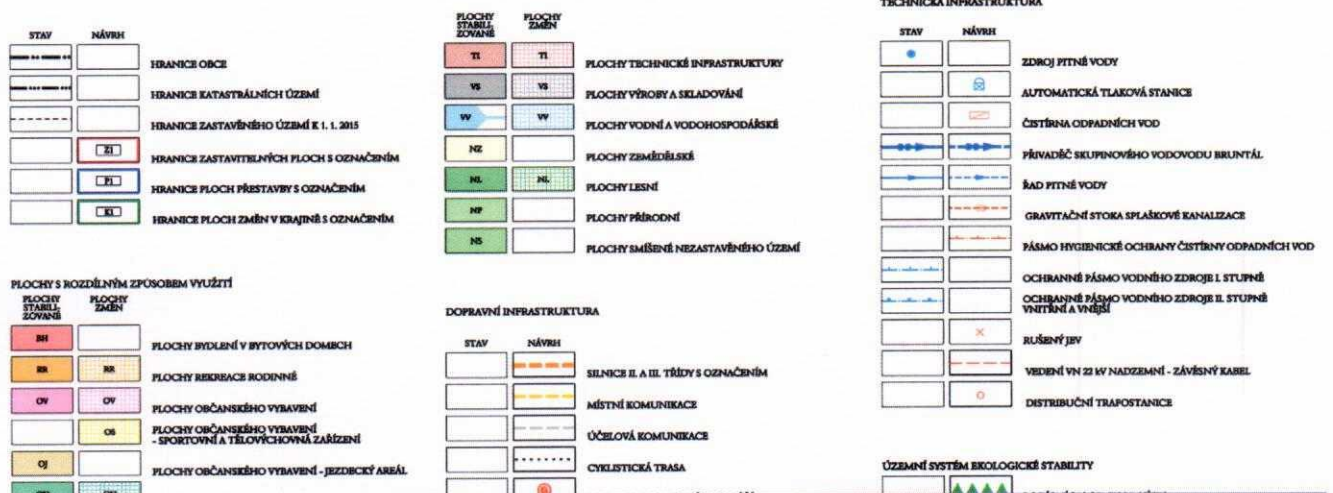 STAV NÁVRH
HRANICE OBCE
HRANICE KATASTRÁLNÍCH ÚZEMÍ
HRANICE ZASTAVĚNÉHO ÚZEMÍ K 1. 1. 2015
Z1 HRANICE ZASTAVITELNÝCH PLOCH S OZNAČENÍM
P1 HRANICE PLOCH PŘESTAVBY S OZNAČENÍM
K1 HRANICE PLOCH ZMĚN V KRAJINĚ S OZNAČENÍM
PLOCHY S ROZDÍLNÝM ZPŮSOBEM VYUŽITÍ
PLOCHY PLOCHY
STABILI- ZMĚN
ZOVANÉ
BH PLOCHY BYDLENÍ V BYTOVÝCH DOMECH
RR RR PLOCHY REKREACE RODINNÉ
OV OV PLOCHY OBČANSKÉHO VYBAVENÍ
OS PLOCHY OBČANSKÉHO VYBAVENÍ
- SPORTOVNÍ A TĚLOVÝCHOVNÁ ZAŘÍZENÍ
OJ PLOCHY OBČANSKÉHO VYBAVENÍ - JEZDECKÝ AREÁL
PLOCHY PLOCHY
STABILI- ZMĚN
ZOVANÉ
TI TI PLOCHY TECHNICKÉ INFRASTRUKTURY
VS VS PLOCHY VÝROBY A SKLADOVÁNÍ
VV VV PLOCHY VODNÍ A VODOHOSPODÁŘSKÉ
NZ PLOCHY ZEMĚDĚLSKÉ
NL NL PLOCHY LESNÍ
NP PLOCHY PŘÍRODNÍ
NS PLOCHY SMÍŠENÉ NEZASTAVĚNÉHO ÚZEMÍ
DOPRAVNÍ INFRASTRUKTURA
STAV NÁVRH
SILNICE II. A III. TŘÍDY S OZNAČENÍM
MÍSTNÍ KOMUNIKACE
ÚČELOVÁ KOMUNIKACE
CYKLISTICKÁ TRASA
TECHNICKÁ INFRASTRUKTURA
STAV NÁVRH
ZDROJ PITNÉ VODY
AUTOMATICKÁ TLAKOVÁ STANICE
ČISTÍRNA ODPADNÍCH VOD
PŘIVADĚČ SKUPINOVÉHO VODOVODU BRUNTÁL
ŘAD PITNÉ VODY
GRAVITAČNÍ STOKA SPLAŠKOVÉ KANALIZACE
PÁSMO HYGIENICKÉ OCHRANY ČISTÍRNY ODPADNÍCH VOD
OCHRANNÉ PÁSMO VODNÍHO ZDROJE I. STUPNĚ
OCHRANNÉ PÁSMO VODNÍHO ZDROJE II. STUPNĚ
VNITŘNÍ A VNĚJŠÍ
RUŠENÝ JEV
VEDENÍ VN 22 kV NADZEMNÍ - ZÁVĚSNÝ KABEL
DISTRIBUČNÍ TRAFOSTANICE
ÚZEMNÍ SYSTÉM EKOLOGICKÉ STABILITY